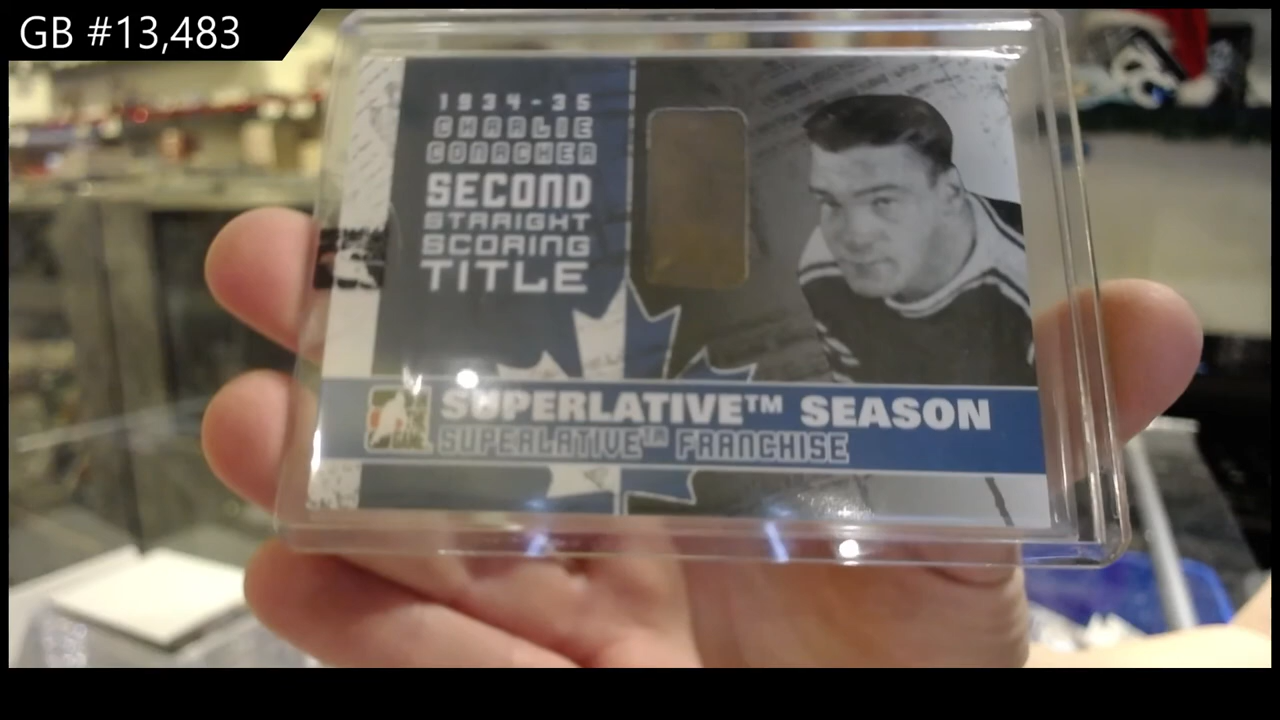 GB #13,483
1934-35
CHARLIE
CONACHER
SECOND
STRAIGHT
SCORING
TITLE
SUPERLATIVE™ SEASON
SUPERLATIVE™ FRANCHISE